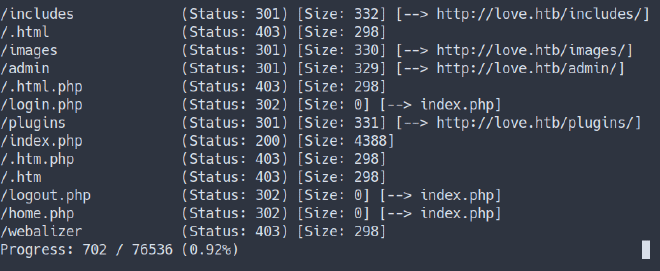 /includes (Status: 301) [Size: 332] [--> http://love.htb/includes/]
/.html (Status: 403) [Size: 298]
/images (Status: 301) [Size: 330] [--> http://love.htb/images/]
/admin (Status: 301) [Size: 329] [--> http://love.htb/admin/]
/.html.php (Status: 403) [Size: 298]
/login.php (Status: 302) [Size: 0] [--> index.php]
/plugins (Status: 301) [Size: 331] [--> http://love.htb/plugins/]
/index.php (Status: 200) [Size: 4388]
/.htm.php (Status: 403) [Size: 298]
/.htm (Status: 403) [Size: 298]
/logout.php (Status: 302) [Size: 0] [--> index.php]
/home.php (Status: 302) [Size: 0] [--> index.php]
/webalizer (Status: 403) [Size: 298]
Progress: 702 / 76536 (0.92%)